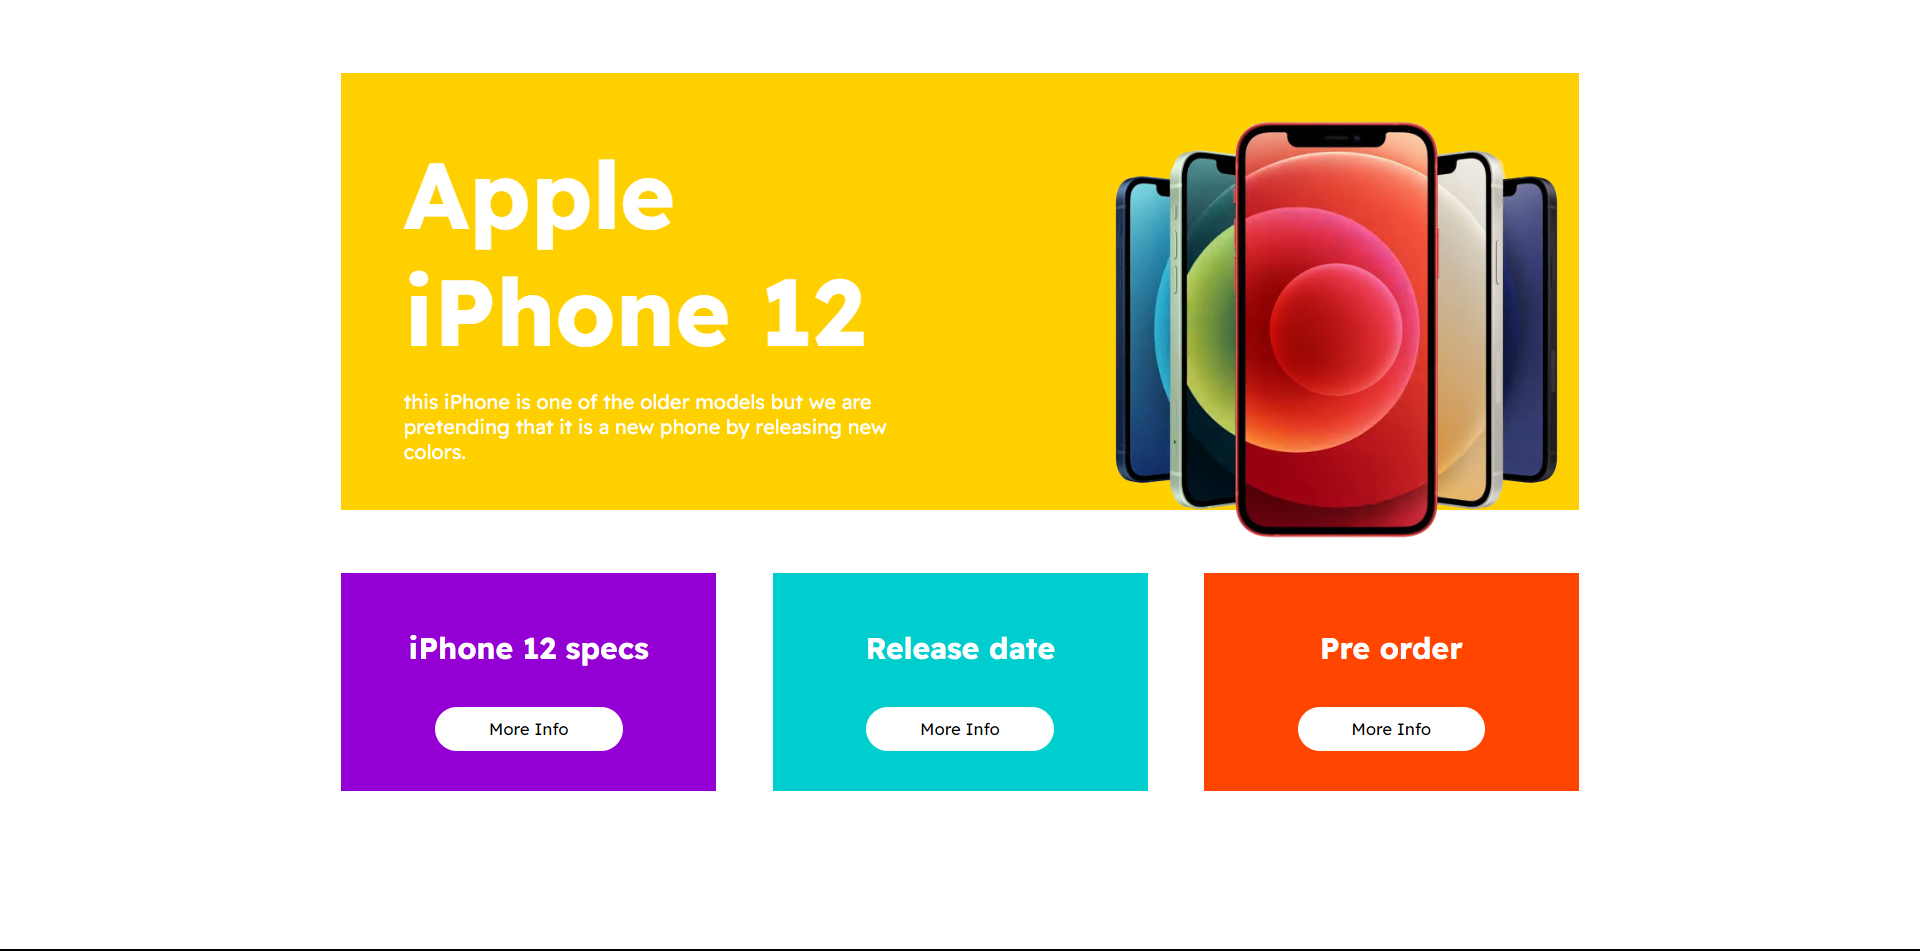 Apple
iPhone 12
this iPhone is one of the older models but we are
pretending that it is a new phone by releasing new
colors.
iPhone 12 specs
More Info
Release date
More Info
Pre order
More Info